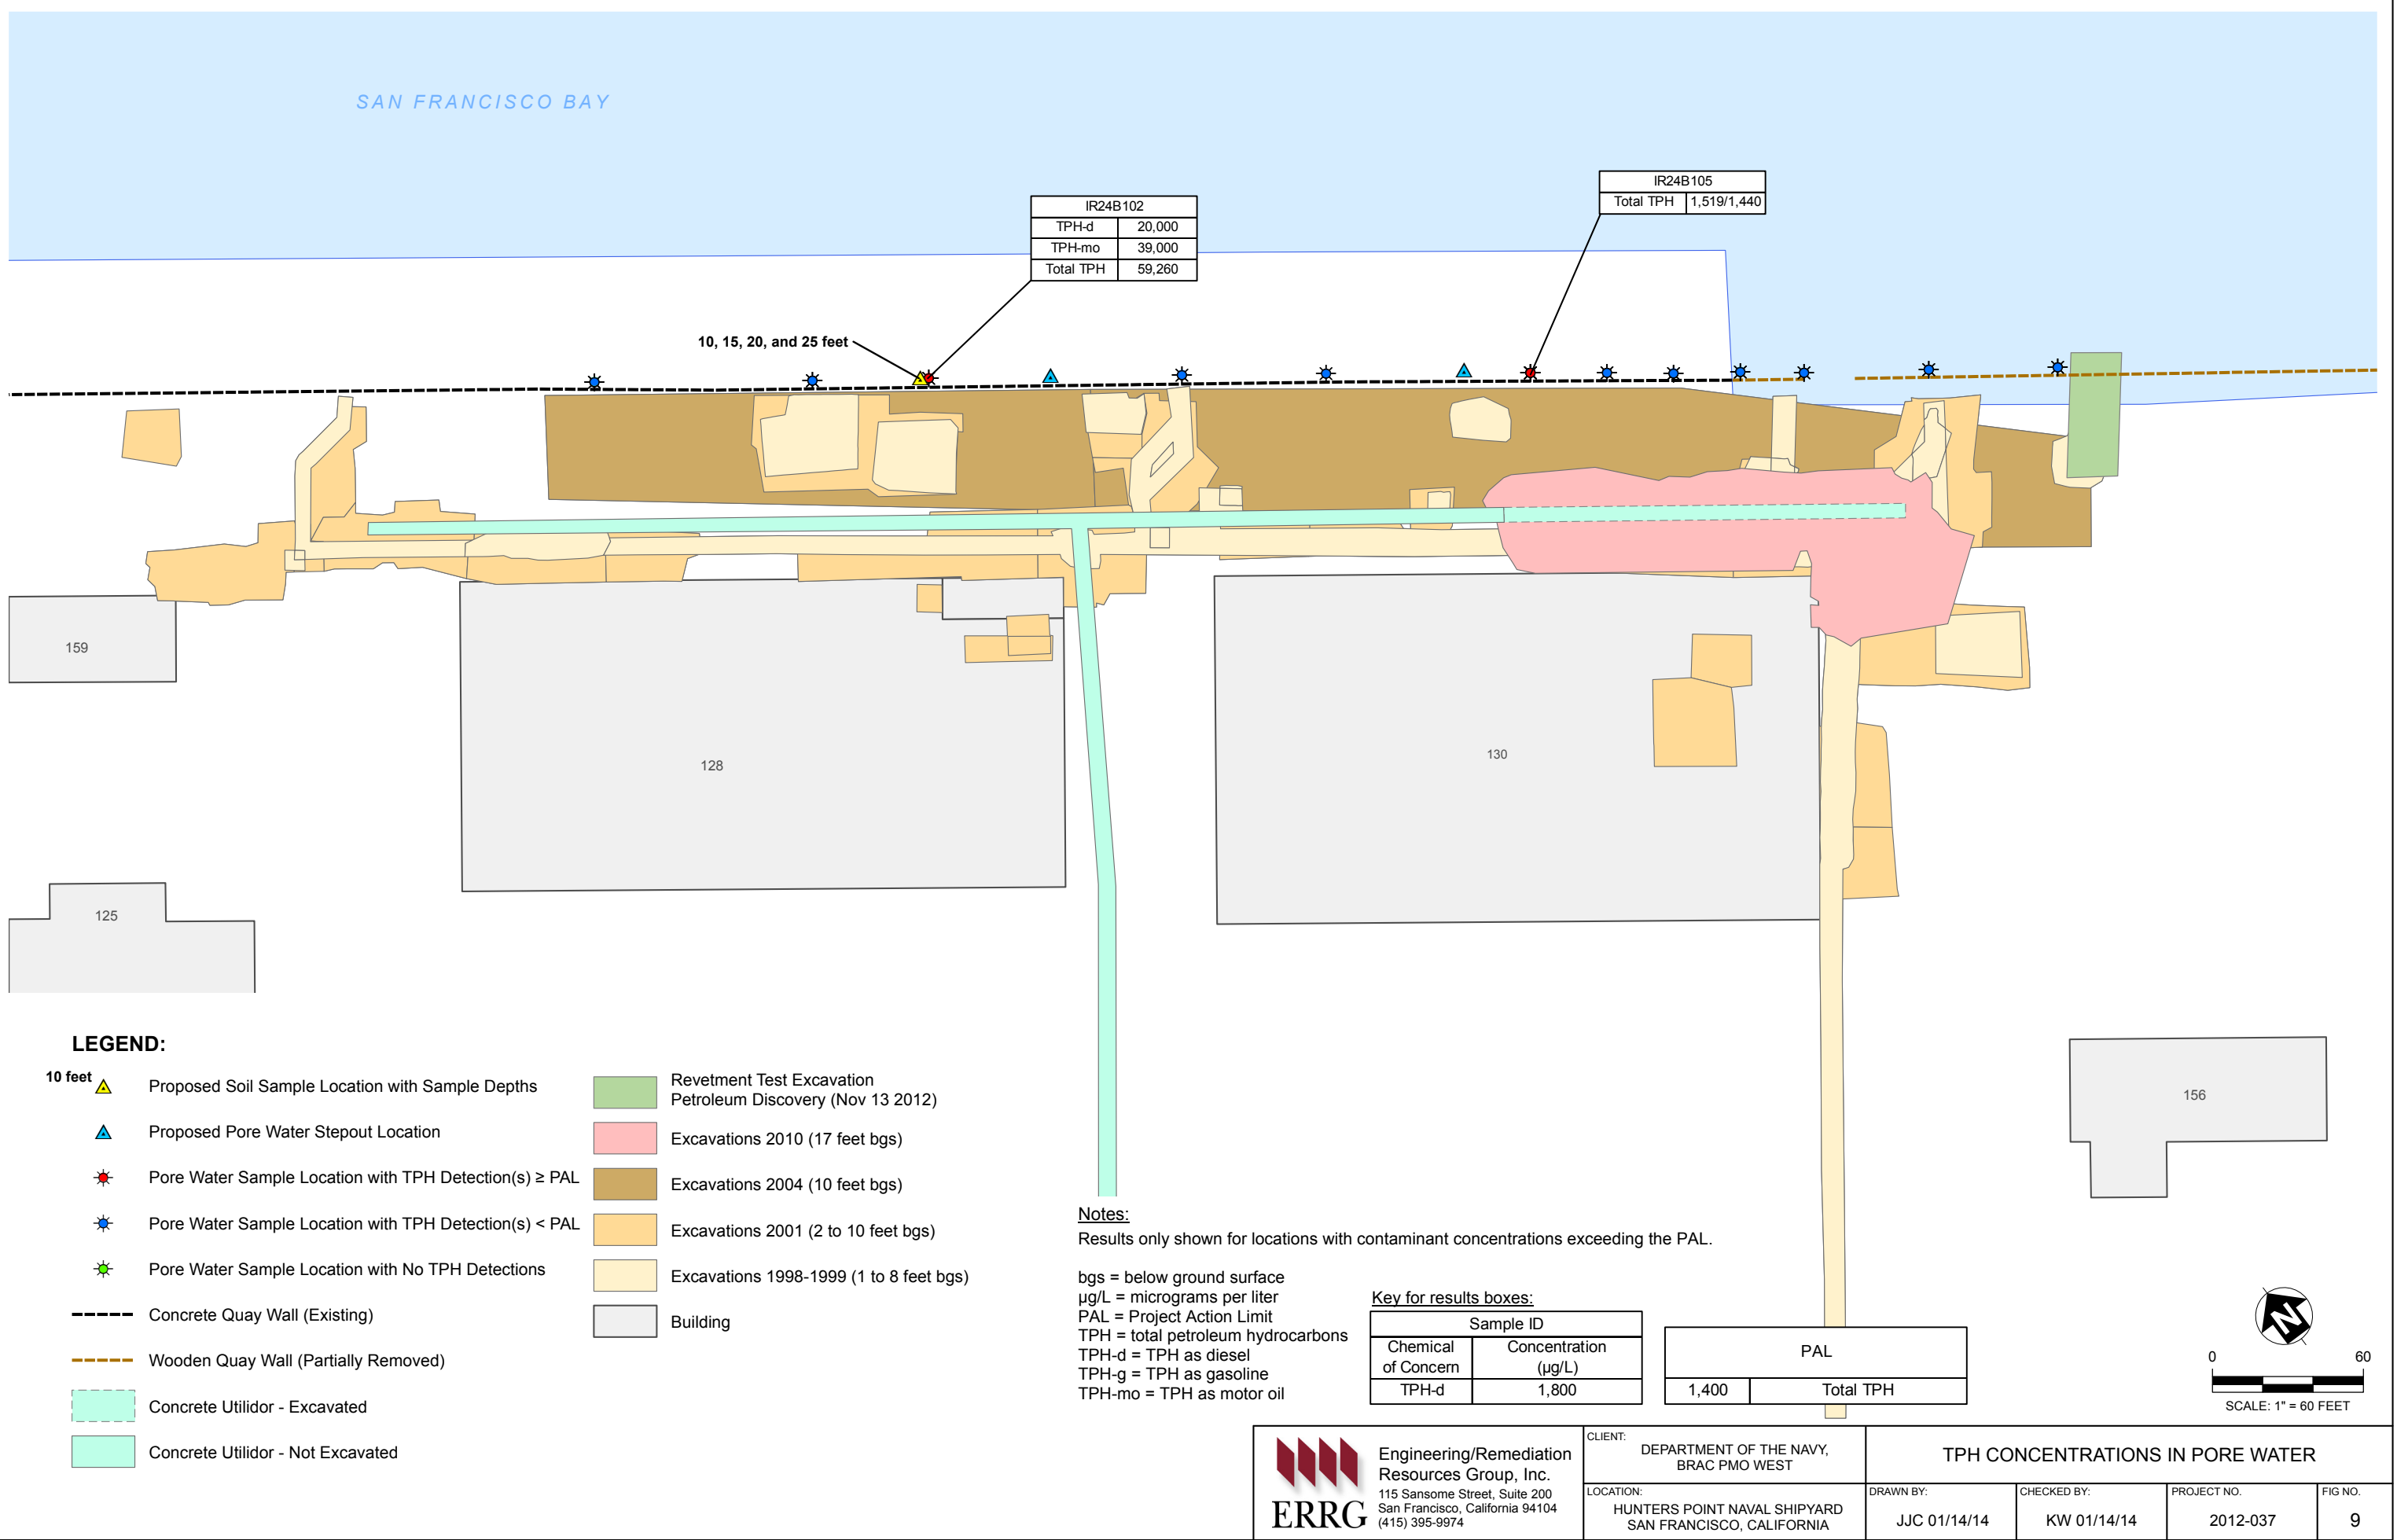 SAN FRANCISCO BAY
IR24B105
Total TPH 1,519/1,440
IR24B102
TPH-d 20,000
TPH-mo 39,000
Total TPH 59,260
10, 15, 20, and 25 feet
159
128
130
125
156
LEGEND:
10 feet
Proposed Soil Sample Location with Sample Depths
Proposed Pore Water Stepout Location
Pore Water Sample Location with TPH Detection(s) ≥ PAL
Pore Water Sample Location with TPH Detection(s) < PAL
Pore Water Sample Location with No TPH Detections
Concrete Quay Wall (Existing)
Wooden Quay Wall (Partially Removed)
Concrete Utilidor - Excavated
Concrete Utilidor - Not Excavated
Revetment Test Excavation
Petroleum Discovery (Nov 13 2012)
Excavations 2010 (17 feet bgs)
Excavations 2004 (10 feet bgs)
Excavations 2001 (2 to 10 feet bgs)
Excavations 1998-1999 (1 to 8 feet bgs)
Building
Notes:
Results only shown for locations with contaminant concentrations exceeding the PAL.
bgs = below ground surface
µg/L = micrograms per liter
PAL = Project Action Limit
TPH = total petroleum hydrocarbons
TPH-d = TPH as diesel
TPH-g = TPH as gasoline
TPH-mo = TPH as motor oil
Key for results boxes:
Sample ID
Chemical of Concern
Concentration (µg/L)
TPH-d 1,800
PAL
1,400 Total TPH
N
0 60
SCALE: 1" = 60 FEET
ERRG
Engineering/Remediation
Resources Group, Inc.
115 Sansome Street, Suite 200
San Francisco, California 94104
(415) 395-9974
CLIENT:
DEPARTMENT OF THE NAVY,
BRAC PMO WEST
LOCATION:
HUNTERS POINT NAVAL SHIPYARD
SAN FRANCISCO, CALIFORNIA
TPH CONCENTRATIONS IN PORE WATER
DRAWN BY:
JJC 01/14/14
CHECKED BY:
KW 01/14/14
PROJECT NO.
2012-037
FIG NO.
9